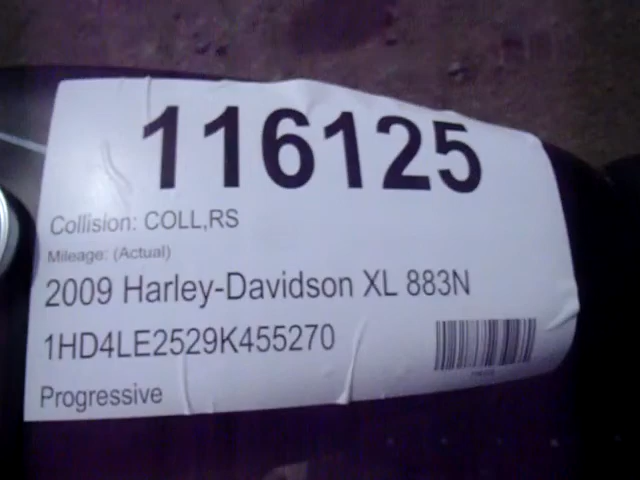 116125
Collision: COLL,RS
Mileage: (Actual)
2009 Harley-Davidson XL 883N
1HD4LE2529K455270
Progressive